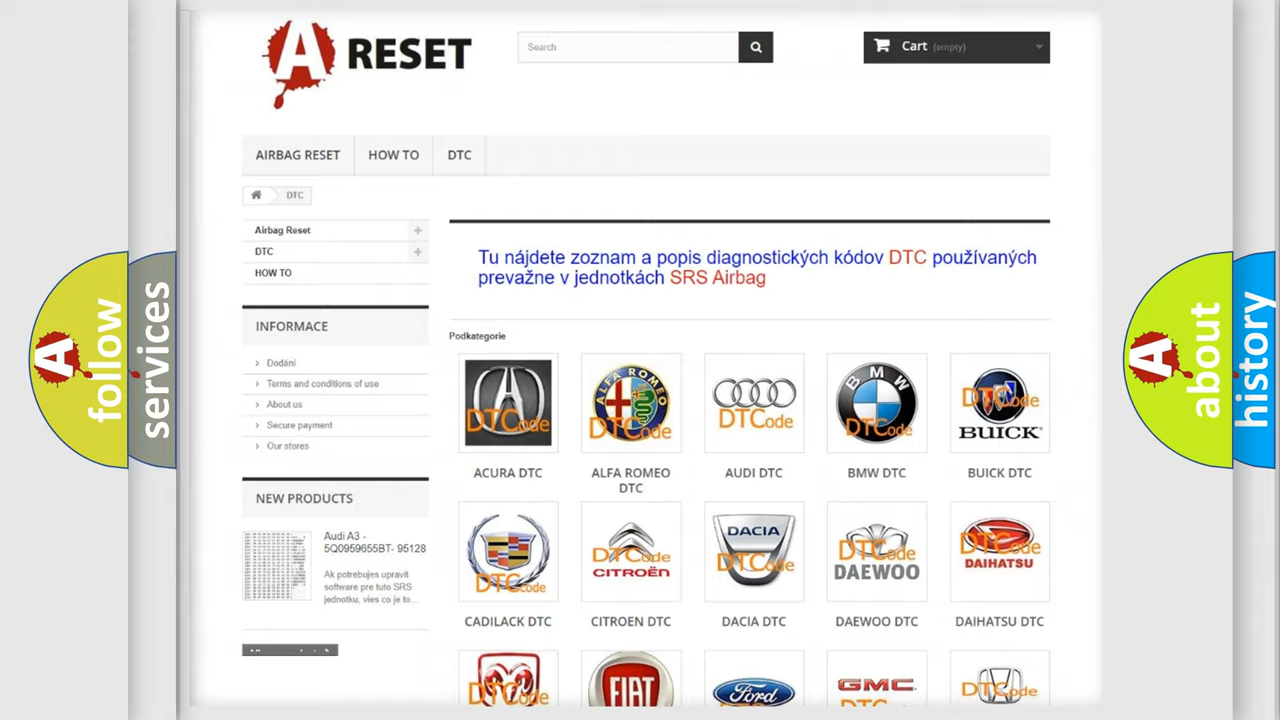 A RESET
Search
Cart (empty)
AIRBAG RESET
HOW TO
DTC
DTC
Airbag Reset
DTC
HOW TO
INFORMACE
Dodání
Terms and conditions of use
About us
Secure payment
Our stores
NEW PRODUCTS
Audi A3 -
5Q0959655BT- 95128
Ak potrebujes upravit
software pre tuto SRS
jednotku, vies co je to...
Tu nájdete zoznam a popis diagnostických kódov DTC používaných
prevažne v jednotkách SRS Airbag
Podkategorie
DTCode
ALFA ROMEO
DTCode
DTCode
BMW
DTCode
DTCode
BUICK
ACURA DTC
ALFA ROMEO
DTC
AUDI DTC
BMW DTC
BUICK DTC
DTCode
DTCode
CITROËN
DACIA
DTCode
DTCode
DAEWOO
DTCode
DAIHATSU
CADILACK DTC
CITROEN DTC
DACIA DTC
DAEWOO DTC
DAIHATSU DTC
DTCode
FIAT
Ford
GMC
DTCode
A follow
services
A about
history